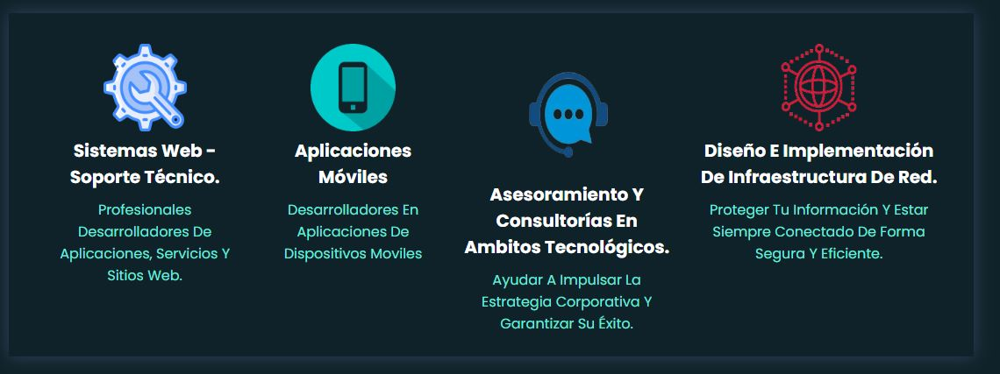 Sistemas Web -
Soporte Técnico.
Profesionales
Desarrolladores De
Aplicaciones, Servicios Y
Sitios Web.
Aplicaciones
Móviles
Desarrolladores En
Aplicaciones De
Dispositivos Moviles
Asesoramiento Y
Consultorías En
Ambitos Tecnológicos.
Ayudar A Impulsar La
Estrategia Corporativa Y
Garantizar Su Éxito.
Diseño E Implementación
De Infraestructura De Red.
Proteger Tu Información Y Estar
Siempre Conectado De Forma
Segura Y Eficiente.